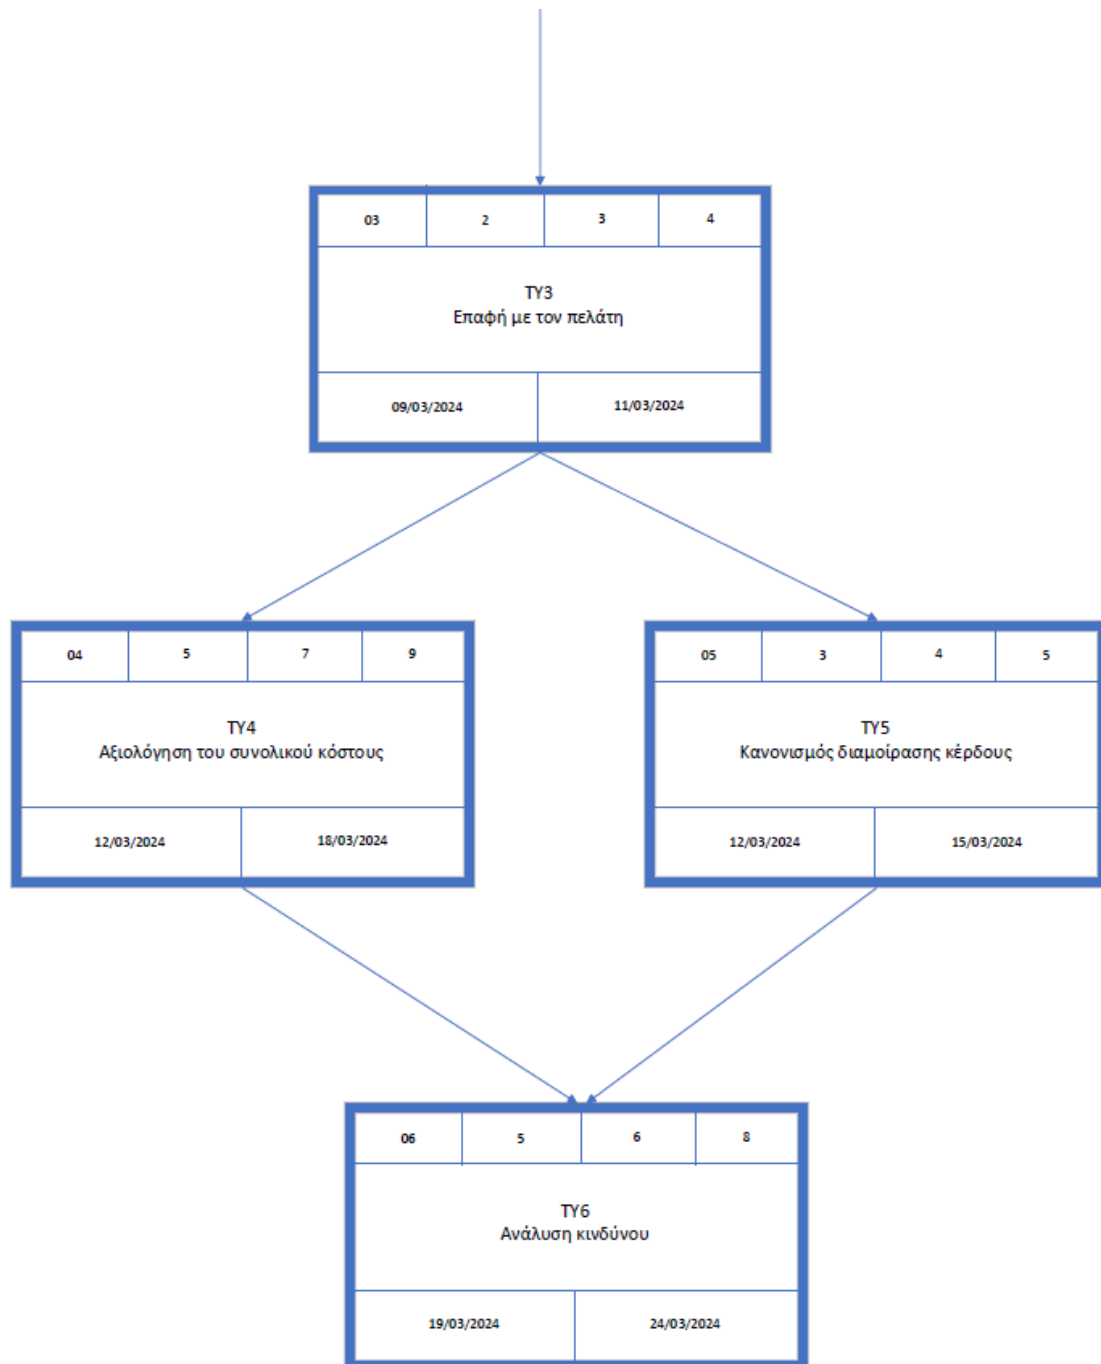 03 2 3 4
ΤΥ3
Επαφή με τον πελάτη
09/03/2024 11/03/2024
04 5 7 9
ΤΥ4
Αξιολόγηση του συνολικού κόστους
12/03/2024 18/03/2024
05 3 4 5
ΤΥ5
Κανονισμός διαμοίρασης κέρδους
12/03/2024 15/03/2024
06 5 6 8
ΤΥ6
Ανάλυση κινδύνου
19/03/2024 24/03/2024